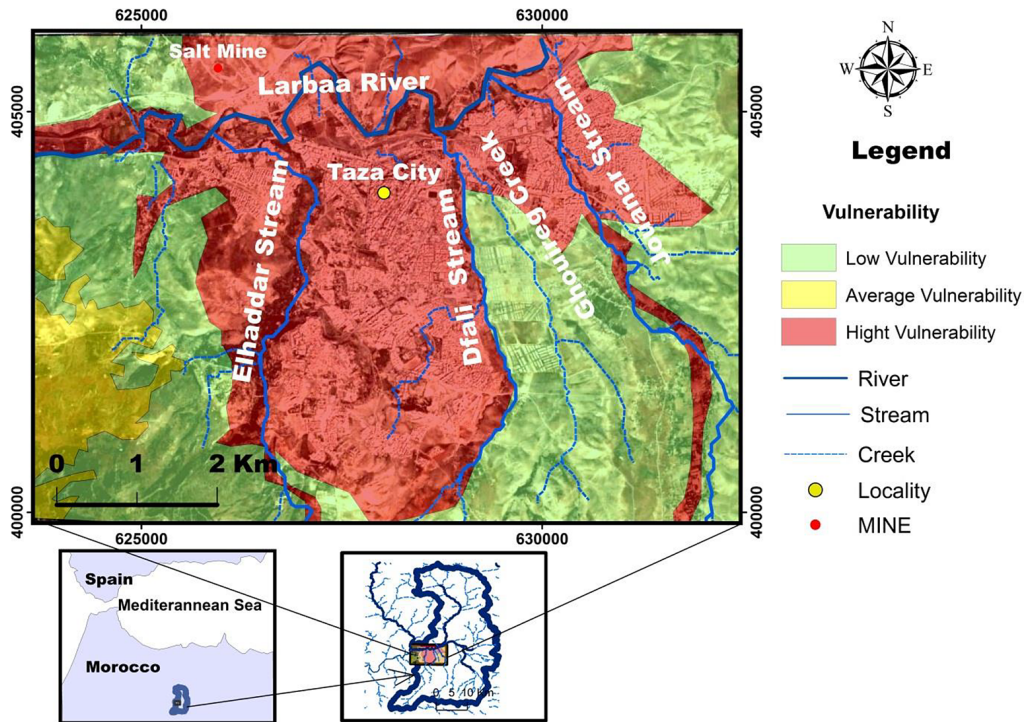 625000
630000
Salt Mine
Larbaa River
405000
405000
Taza City
Elhaddar Stream
Dfali Stream
Ghoureg Creek
Jouanar Stream
0 1 2 Km
400000
400000
625000
630000
N
W E
S
Legend
Vulnerability
Low Vulnerability
Average Vulnerability
Hight Vulnerability
River
Stream
Creek
Locality
MINE
Spain
Mediterannean Sea
Morocco
0 5 10 Km